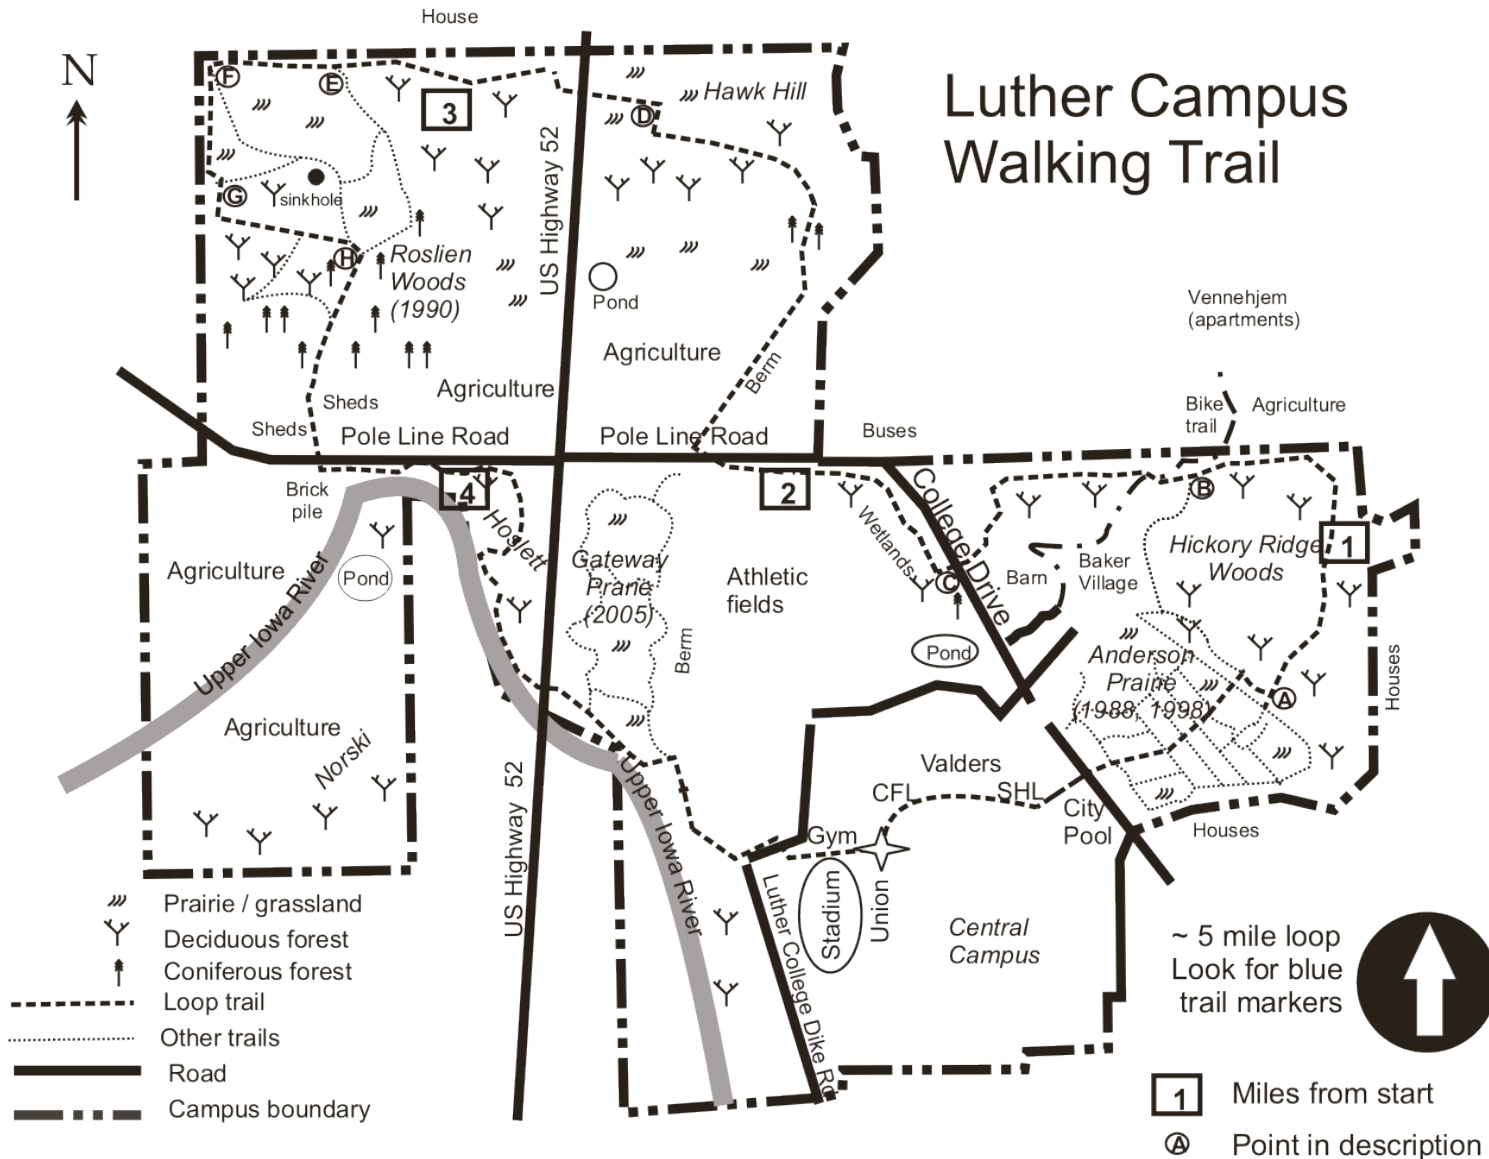 House
N
Luther Campus
Walking Trail
F
E
3
D
Hawk Hill
US Highway 52
G
sinkhole
H
Roslien
Woods
(1990)
Pond
Agriculture
Berm
Agriculture
Sheds
Sheds
Pole Line Road
Pole Line Road
Buses
Vennehjem
(apartments)
Bike
trail
Agriculture
Brick
pile
4
2
College Drive
B
1
Hickory Ridge
Woods
Hoslett
Wetlands
Agriculture
Pond
Upper Iowa River
Gateway
Prarie
(2005)
Athletic
fields
C
Barn
Baker
Village
Berm
Pond
Anderson
Prairie
(1988, 1998)
A
Houses
Agriculture
Norski
US Highway 52
Upper Iowa River
Valders
CFL
SHL
City
Pool
Houses
Gym
Stadium
Union
Luther College Dike Rd
Central
Campus
Prairie / grassland
Deciduous forest
Coniferous forest
Loop trail
Other trails
Road
Campus boundary
~ 5 mile loop
Look for blue
trail markers
1 Miles from start
A Point in description